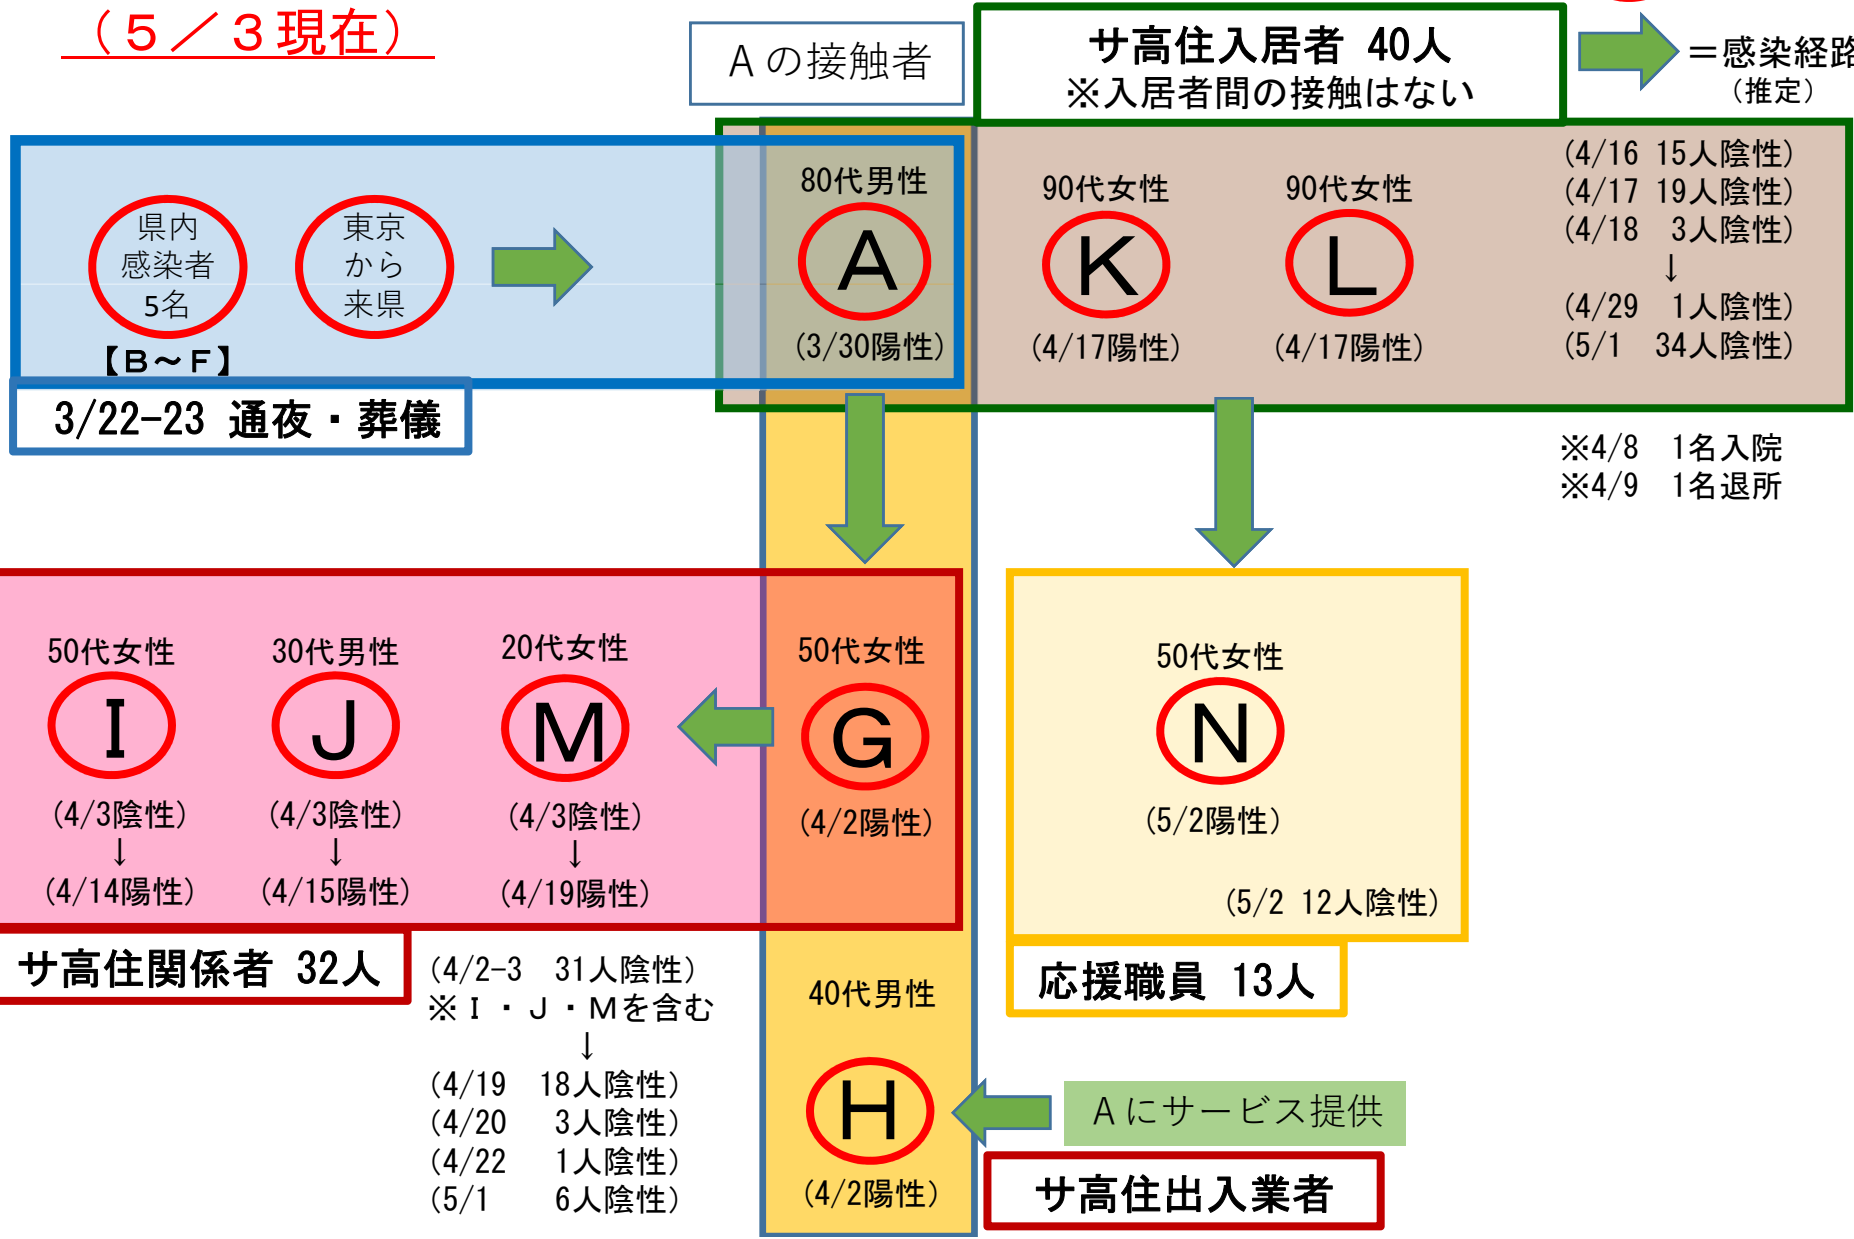 （５／３現在）
Ａの接触者
サ高住入居者 40人
※入居者間の接触はない
＝感染経路
（推定）
県内
感染者
5名
【Ｂ～Ｆ】
東京
から
来県
3/22-23 通夜・葬儀
80代男性
Ａ
(3/30陽性)
90代女性
Ｋ
(4/17陽性)
90代女性
Ｌ
(4/17陽性)
(4/16 15人陰性)
(4/17 19人陰性)
(4/18 3人陰性)
↓
(4/29 1人陰性)
(5/1 34人陰性)
※4/8 1名入院
※4/9 1名退所
50代女性
Ｉ
(4/3陰性)
↓
(4/14陽性)
30代男性
Ｊ
(4/3陰性)
↓
(4/15陽性)
20代女性
Ｍ
(4/3陰性)
↓
(4/19陽性)
50代女性
Ｇ
(4/2陽性)
50代女性
Ｎ
(5/2陽性)
(5/2 12人陰性)
サ高住関係者 32人
(4/2-3 31人陰性)
※Ｉ・Ｊ・Ｍを含む
↓
(4/19 18人陰性)
(4/20 3人陰性)
(4/22 1人陰性)
(5/1 6人陰性)
応援職員 13人
40代男性
Ｈ
(4/2陽性)
Ａにサービス提供
サ高住出入業者